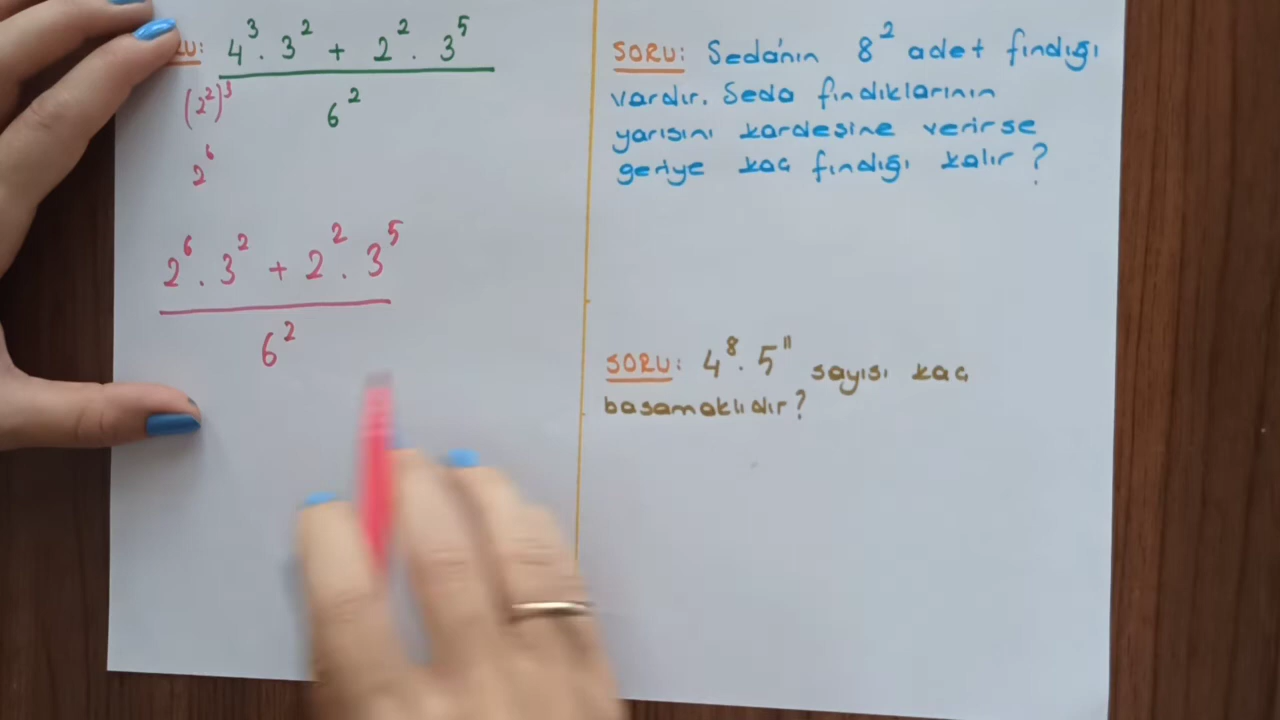 RU: 4³ . 3² + 2² . 3⁵
6²
(2²)³
2⁶
2⁶ . 3² + 2² . 3⁵
6²
SORU: Seda'nın 8² adet fındığı
vardır. Seda fındıklarının
yarısını kardeşine verirse
geriye kaç fındığı kalır?
SORU: 4⁸ . 5¹¹ sayısı kaç
basamaklıdır?